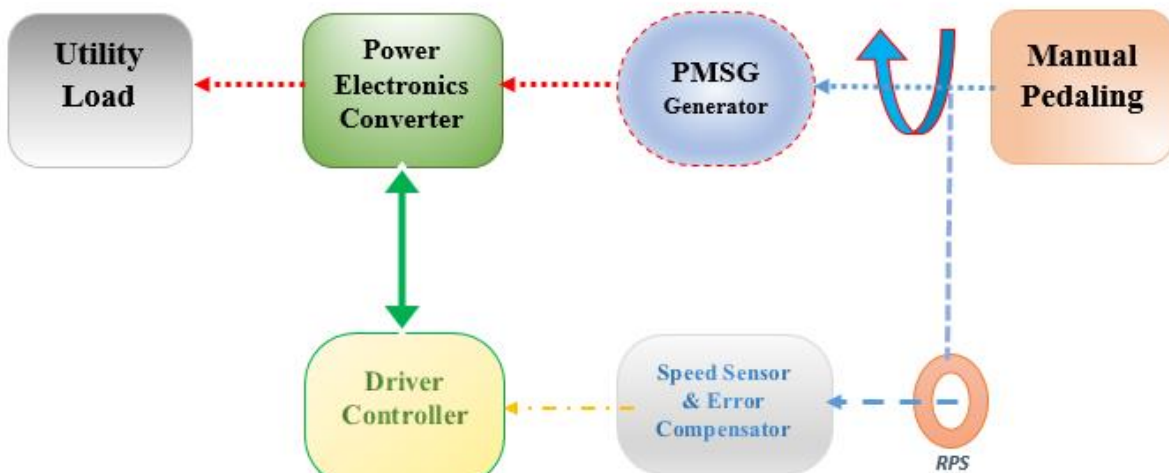 Utility
Load
Power
Electronics
Converter
PMSG
Generator
Manual
Pedaling
Driver
Controller
Speed Sensor
& Error
Compensator
RPS